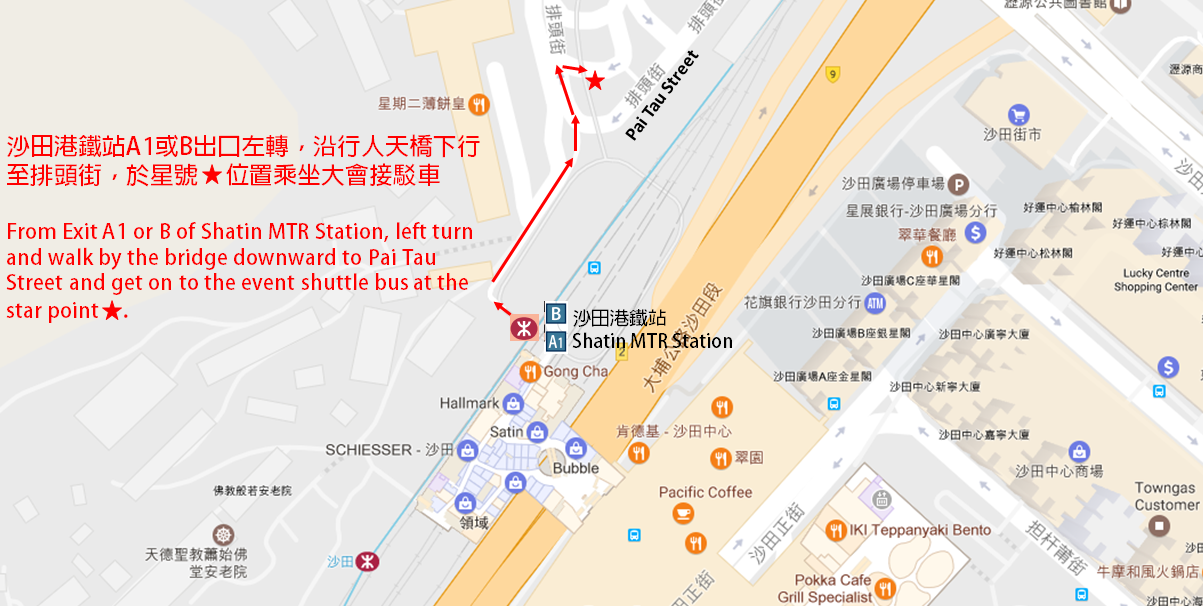 排頭街
排頭街
瀝源公共圖書館
9
瀝源商
星期二薄餅皇
排頭街
Pai Tau Street
沙田街市
沙田港鐵站A1或B出口左轉，沿行人天橋下行
至排頭街，於星號★位置乘坐大會接駁車
沙田廣場停車場
P
星展銀行-沙田廣場分行
$
翠華餐廳
好運中心榆林閣
好運中心棕林閣
好運中心松林閣
From Exit A1 or B of Shatin MTR Station, left turn
and walk by the bridge downward to Pai Tau
Street and get on to the event shuttle bus at the
star point★.
Lucky Centre
Shopping Center
沙田廣場C座華星閣
花旗銀行沙田分行
ATM
B
沙田港鐵站
A1
Shatin MTR Station
2
大埔公路沙田段
沙田廣場B座銀星閣
沙田中心廣寧大廈
沙田廣場A座金星閣
沙田中心新寧大廈
$
Gong Cha
Hallmark
Satin
肯德基 - 沙田中心
沙田中心嘉寧大廈
SCHIESSER - 沙田
Bubble
翠園
沙田中心商場
佛教般若安老院
領域
Pacific Coffee
Towngas
Customer
沙田正街
IKI Teppanyaki Bento
担杆莆街
天德聖教蕭始佛
堂安老院
沙田
牛摩和風火鍋店
Pokka Cafe
Grill Specialist
正街